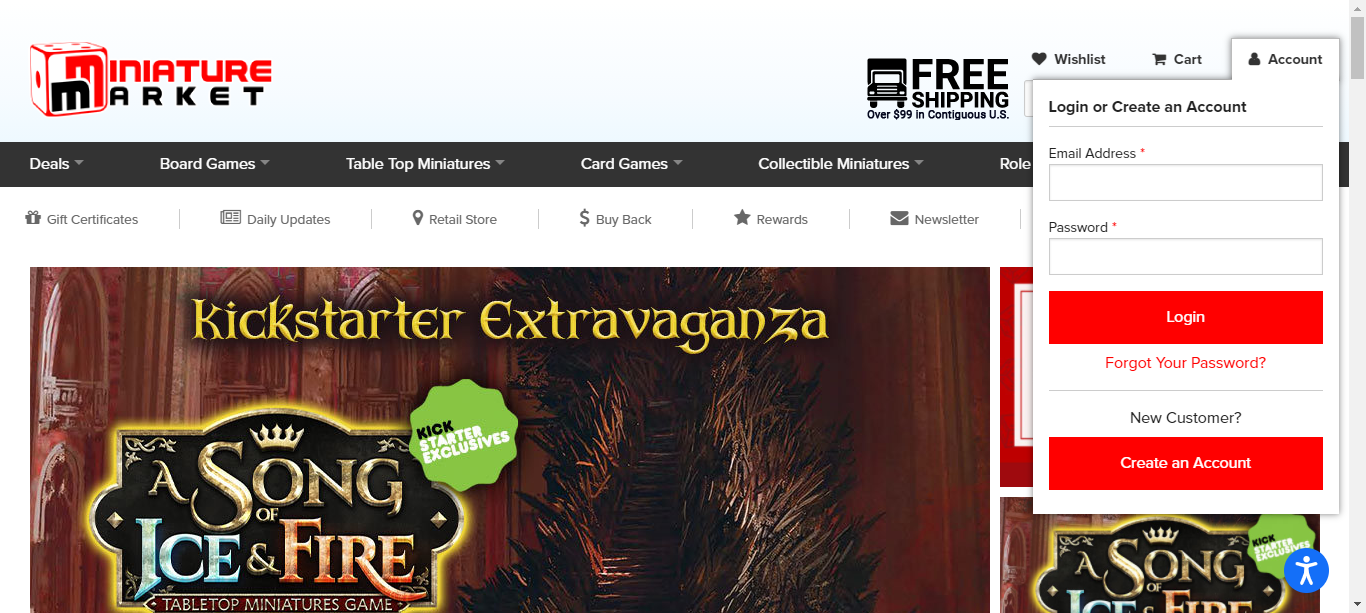 MINIATURE
MARKET
FREE
SHIPPING
Over $99 in Contiguous U.S.
Wishlist
Cart
Account
Login or Create an Account
Email Address *
Password *
Login
Forgot Your Password?
New Customer?
Create an Account
Deals
Board Games
Table Top Miniatures
Card Games
Collectible Miniatures
Role
Gift Certificates
Daily Updates
Retail Store
$ Buy Back
Rewards
Newsletter
Kickstarter Extravaganza
KICK
STARTER
EXCLUSIVES
A SONG
OF
ICE & FIRE
TABLETOP MINIATURES GAME
KICK
STARTER
EXCLUSIVES
A SONG
OF
ICE & FIRE